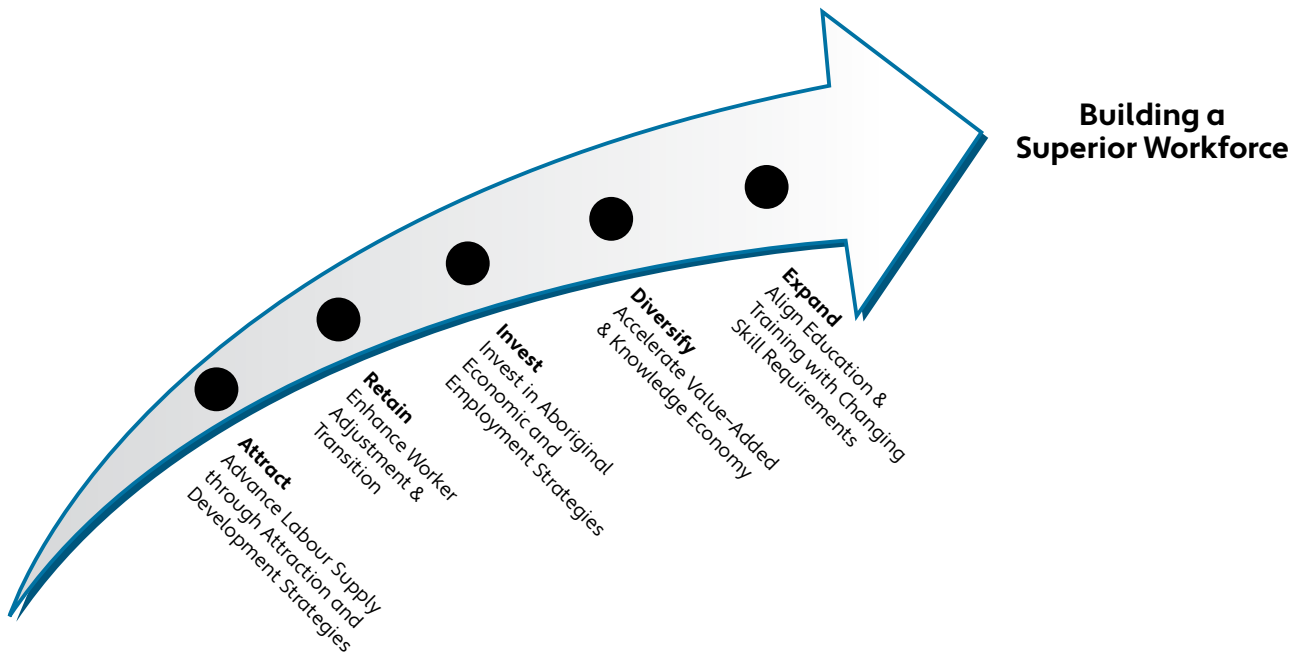 Building a
Superior Workforce
Attract
Advance Labour Supply
through Attraction and
Development Strategies
Retain
Enhance Worker
Adjustment &
Transition
Invest
Invest in Aboriginal
Economic and
Employment Strategies
Diversify
Accelerate Value-Added
& Knowledge Economy
Expand
Align Education &
Training with Changing
Skill Requirements